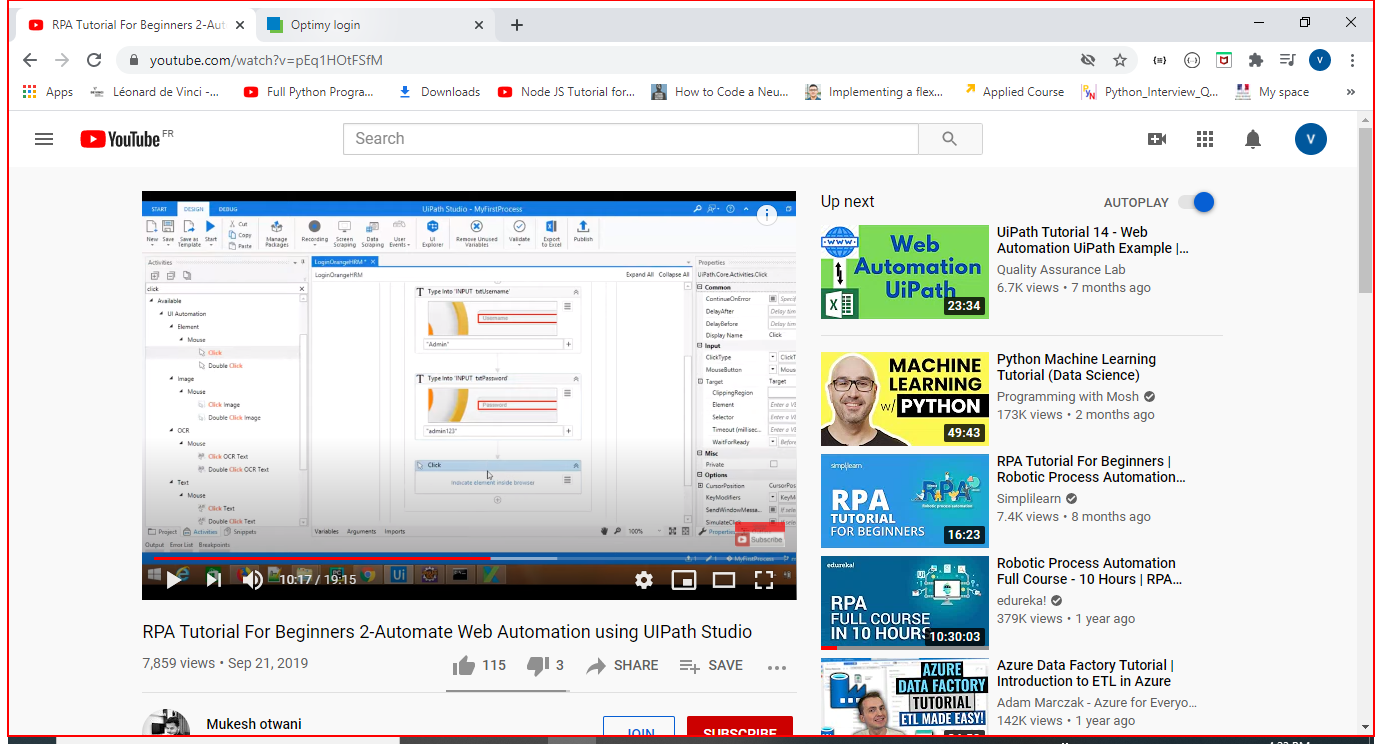 RPA Tutorial For Beginners 2-Aut
Optimy login
youtube.com/watch?v=pEq1HOtFSfM
Apps
Léonard de Vinci -...
Full Python Progra...
Downloads
Node JS Tutorial for...
How to Code a Neu...
Implementing a flex...
Applied Course
Python_Interview_Q...
My space
YouTube FR
Search
V
START DESIGN DEBUG
UiPath Studio - MyFirstProcess
New Save Save as Template Start
Cut
Copy
Paste
Manage Packages
Recording
Screen Scraping
Data Scraping
User Events
UI Explorer
Remove Unused Variables
Validate
Export to Excel
Publish
Activities
click
Available
UI Automation
Element
Mouse
Click
Double Click
Image
Mouse
Click Image
Double Click Image
OCR
Mouse
Click OCR Text
Double Click OCR Text
Text
Mouse
Click Text
Double Click Text
Project Activities Snippets
Output Error List Breakpoints
LoginOrangeHRM *
LoginOrangeHRM
Expand All Collapse All
Type Into 'INPUT txtUsername'
Username
"Admin"
Type Into 'INPUT txtPassword'
Password
"admin123"
Click
Indicate element inside browser
Variables Arguments Imports
100%
Properties
UiPath.Core.Activities.Click
Common
ContinueOnError
DelayAfter
DelayBefore
Display Name Click
Input
ClickType
MouseButton
Target Target
ClippingRegion
Element
Selector
Timeout (millisec...
WaitForReady
Misc
Private
Options
CursorPosition
KeyModifiers
SendWindowMessa...
SimulateClick
Subscribe
MyFirstProcess
10:17 / 19:15
RPA Tutorial For Beginners 2-Automate Web Automation using UIPath Studio
7,859 views • Sep 21, 2019
115
3
SHARE
SAVE
Mukesh otwani
JOIN
SUBSCRIBE
Up next
AUTOPLAY
WWW
Web Automation UiPath
23:34
UiPath Tutorial 14 - Web
Automation UiPath Example |...
Quality Assurance Lab
6.7K views • 7 months ago
MACHINE LEARNING w/ PYTHON
49:43
Python Machine Learning
Tutorial (Data Science)
Programming with Mosh
173K views • 2 months ago
simplilearn
RPA
TUTORIAL
FOR BEGINNERS
RPA
Robotic process automation
16:23
RPA Tutorial For Beginners |
Robotic Process Automation...
Simplilearn
7.4K views • 8 months ago
edureka!
RPA
FULL COURSE
IN 10 HOURS
10:30:03
Robotic Process Automation
Full Course - 10 Hours | RPA...
edureka!
379K views • 1 year ago
AZURE
DATA FACTORY
TUTORIAL
ETL MADE EASY!
Azure Data Factory Tutorial |
Introduction to ETL in Azure
Adam Marczak - Azure for Everyo...
142K views • 1 year ago